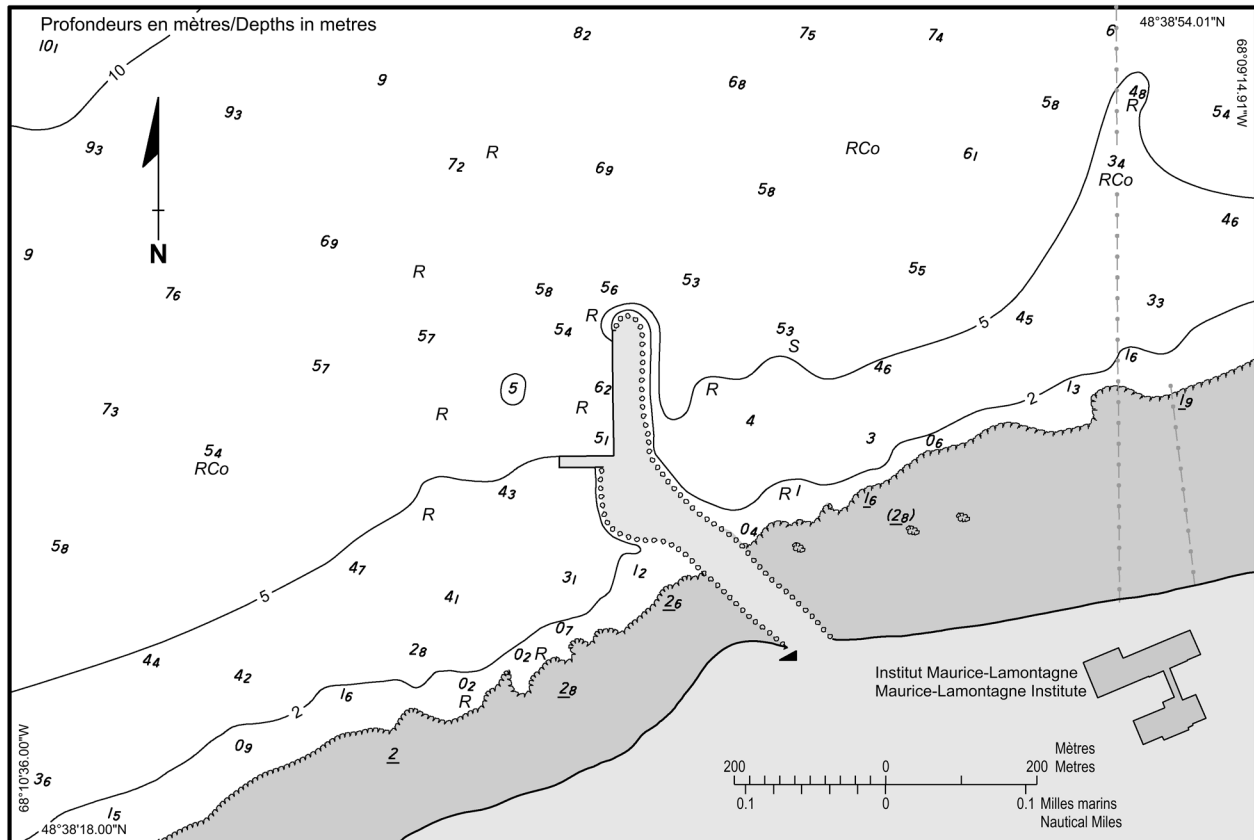 Profondeurs en mètres/Depths in metres
48°38'54.01"N
68°09'14.91"W
10₁ 8₂ 7₅ 7₄ 6
10
9 6₈ 4₈
R
9₃ 5₈ 5₄
9₃ 7₂ R 6₉ RCo 6₁ 3₄
RCo
5₈
4₆
N
9 6₉
R 5₃ 5₅
7₆ 5₈ 5₆ 3₃
R
5₇ 5₄ 5₃ 4₅
5
S
5₇ 4₆ 1₆
5 6₂ R 1₃ 2
7₃ R R 4 1₉
5₄ 5₁ 3 0₆
RCo
4₃ R 1 1₆
R (2₈)
0₄
5₈
4₇ 3₁ 1₂
5 4₁ 2₆
0₇
4₄ 4₂ 2₈ 0₂ R
1₆ 0₂ 2₈
R
2
0₉ 2
3₆
1₅
Institut Maurice-Lamontagne
Maurice-Lamontagne Institute
Mètres
200 0 200 Metres
0.1 0 0.1 Milles marins
Nautical Miles
68°10'36.00"W
48°38'18.00"N